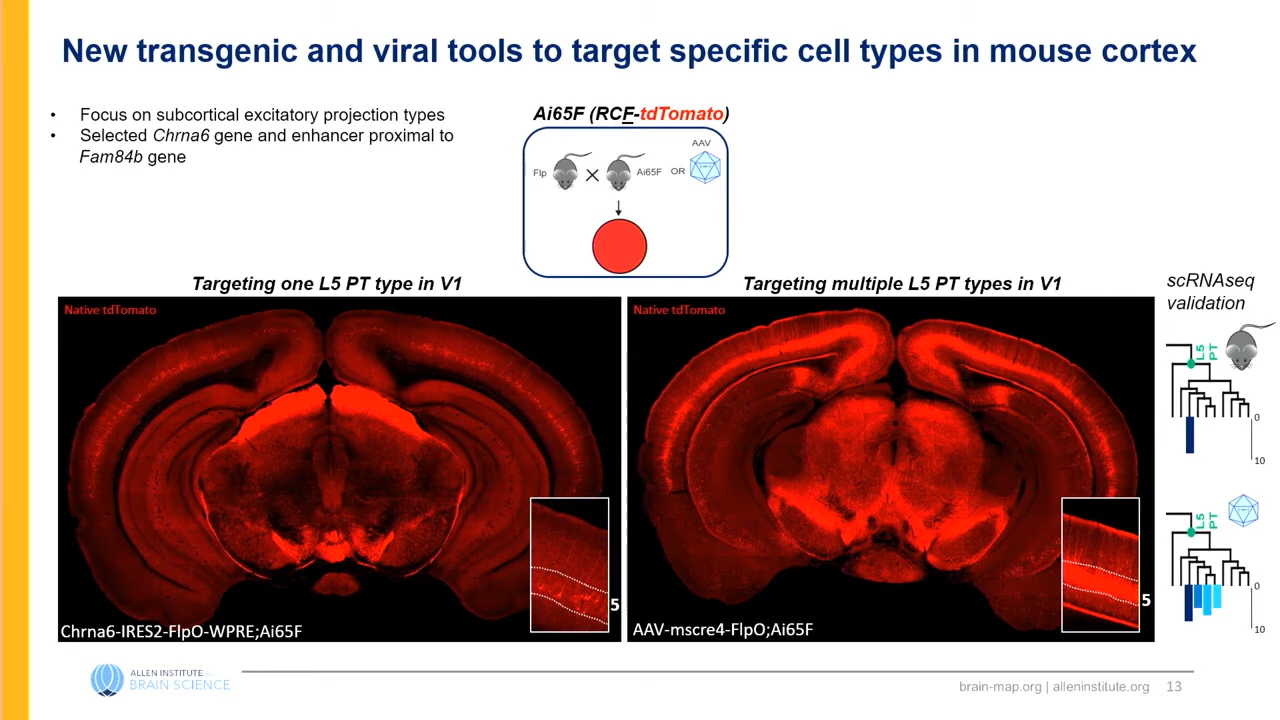 New transgenic and viral tools to target specific cell types in mouse cortex
• Focus on subcortical excitatory projection types
• Selected Chrna6 gene and enhancer proximal to
Fam84b gene
Ai65F (RCF-tdTomato)
AAV
Flp
Ai65F
OR
Targeting one L5 PT type in V1
Native tdTomato
5
Chrna6-IRES2-FlpO-WPRE;Ai65F
Targeting multiple L5 PT types in V1
Native tdTomato
5
AAV-mscre4-FlpO;Ai65F
scRNAseq
validation
L5
PT
0
10
L5
PT
0
10
ALLEN INSTITUTE
BRAIN SCIENCE
brain-map.org | alleninstitute.org
13